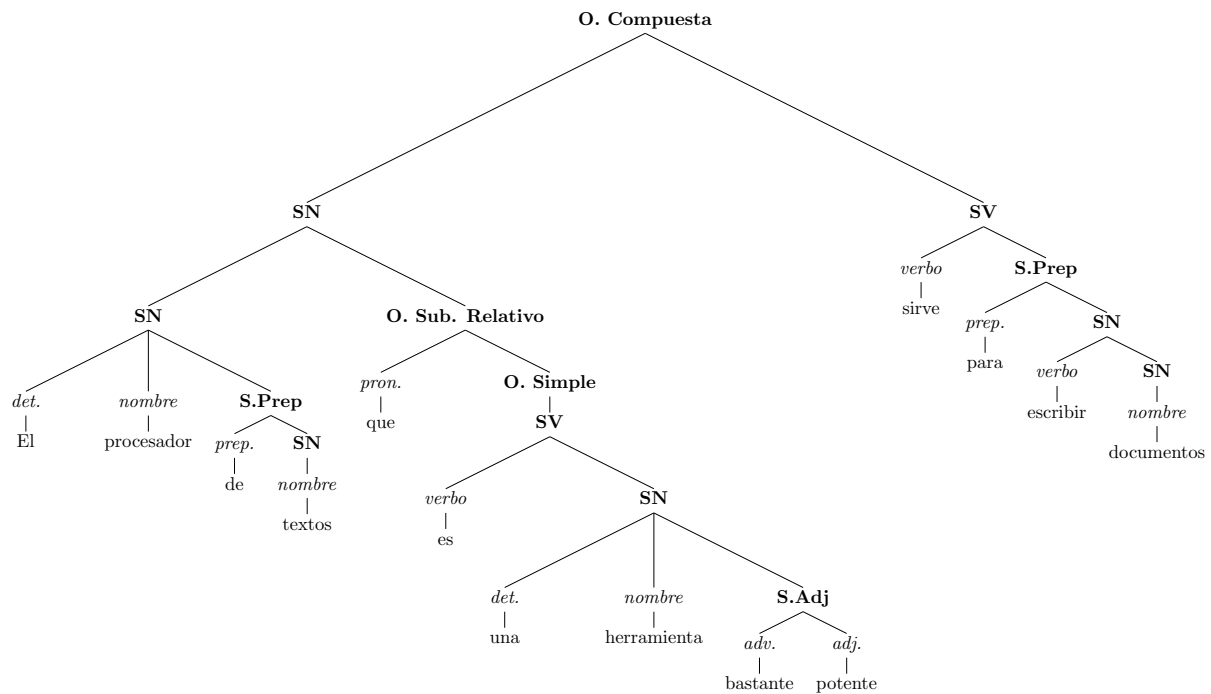 O. Compuesta
SN SV
verbo S.Prep
sirve
SN O. Sub. Relativo prep. SN
para
pron. O. Simple verbo SN
det. nombre S.Prep que escribir nombre
El procesador prep. SN SV documentos
de nombre
textos verbo SN
es
det. nombre S.Adj
una herramienta adv. adj.
bastante potente